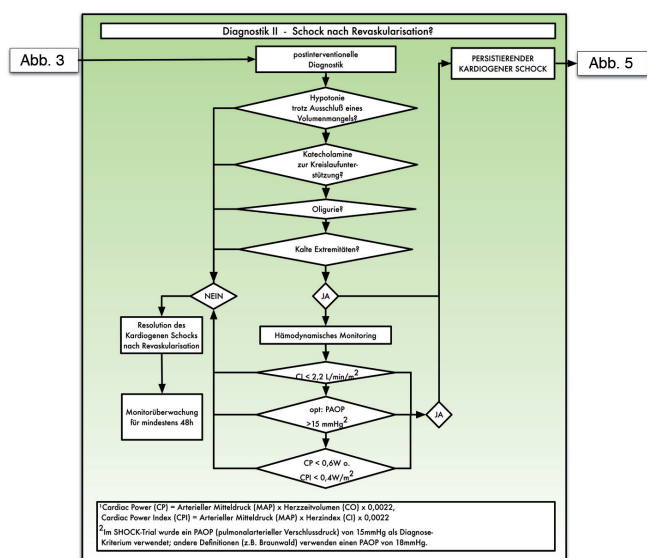 Diagnostik II - Schock nach Revaskularisation?
Abb. 3
postinterventionelle
Diagnostik
PERSISTIERENDER
KARDIOGENER SCHOCK
Abb. 5
Hypotonie
trotz Ausschluß eines
Volumenmangels?
Katecholamine
zur Kreislaufunter-
stützung?
Oligurie?
Kalte Extremitäten?
NEIN
JA
Resolution des
Kardiogenen Schocks
nach Revaskularisation
Hämodynamisches Monitoring
CI < 2,2 L/min/m²
Monitorüberwachung
für mindestens 48h
opt: PAOP
>15 mmHg²
JA
CP < 0,6W o.
CPI < 0,4W/m²
¹Cardiac Power (CP) = Arterieller Mitteldruck (MAP) x Herzzeitvolumen (CO) x 0,0022,
Cardiac Power Index (CPI) = Arterieller Mitteldruck (MAP) x Herzindex (CI) x 0,0022
²Im SHOCK-Trial wurde ein PAOP (pulmonalarterieller Verschlussdruck) von 15mmHg als Diagnose-
Kriterium verwendet; andere Definitionen (z.B. Braunwald) verwenden einen PAOP von 18mmHg.